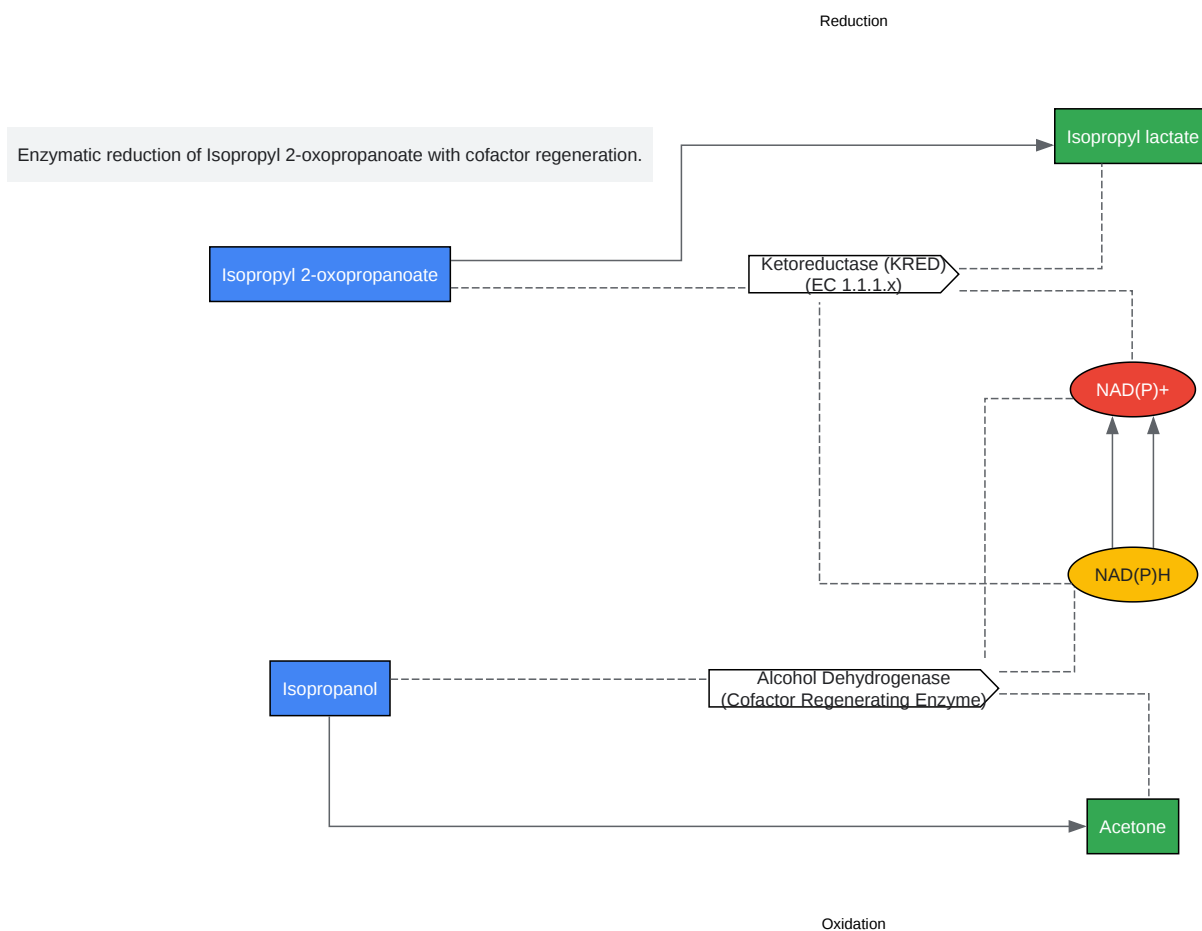 Reduction
Isopropyl lactate
Enzymatic reduction of Isopropyl 2-oxopropanoate with cofactor regeneration.
Isopropyl 2-oxopropanoate
Ketoreductase (KRED)
(EC 1.1.1.x)
NAD(P)+
NAD(P)H
Isopropanol
Alcohol Dehydrogenase
(Cofactor Regenerating Enzyme)
Acetone
Oxidation